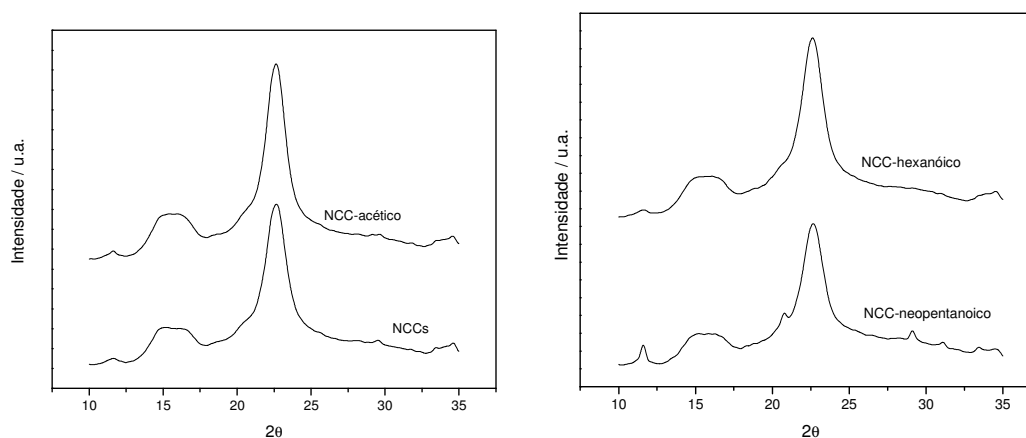 Intensidade / u.a.
NCC-acético
NCCs
10 15 20 25 30 35
2θ
Intensidade / u.a.
NCC-hexanóico
NCC-neopentanoico
10 15 20 25 30 35
2θ